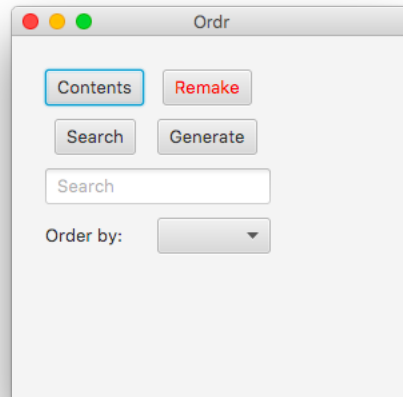 Ordr
Contents Remake
Search Generate
Search
Order by: